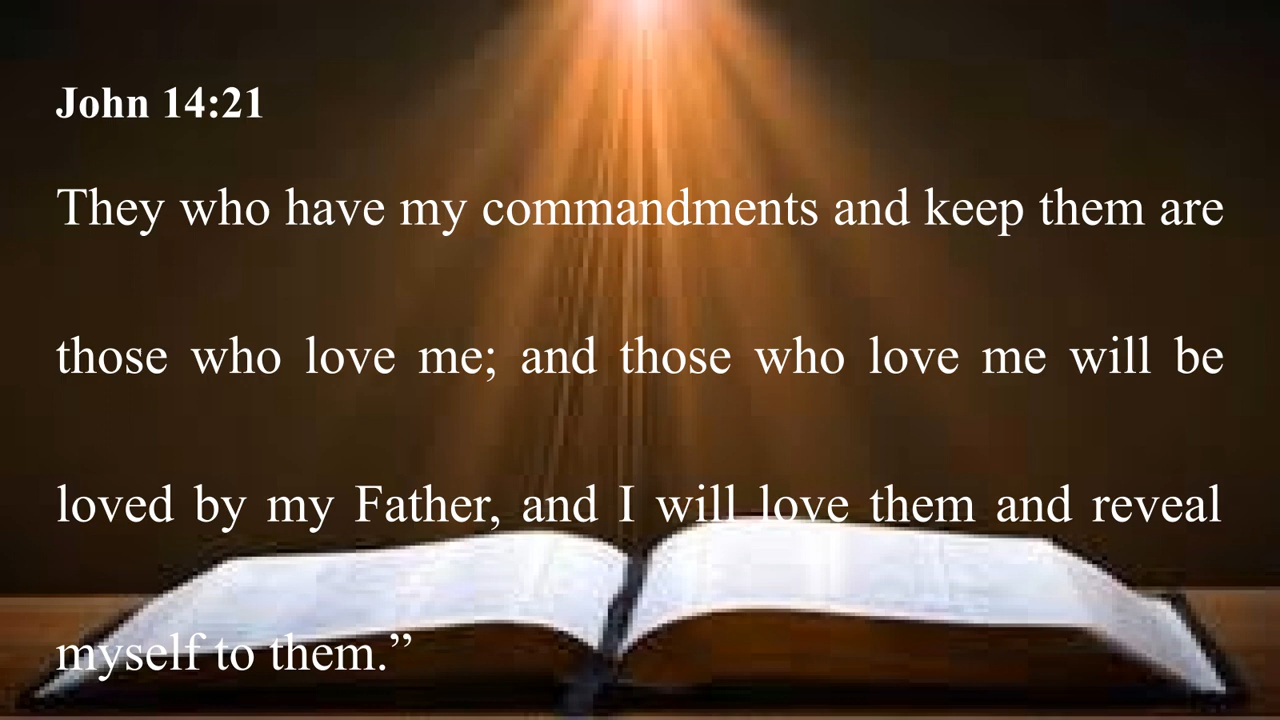 John 14:21
They who have my commandments and keep them are
those who love me; and those who love me will be
loved by my Father, and I will love them and reveal
myself to them.”